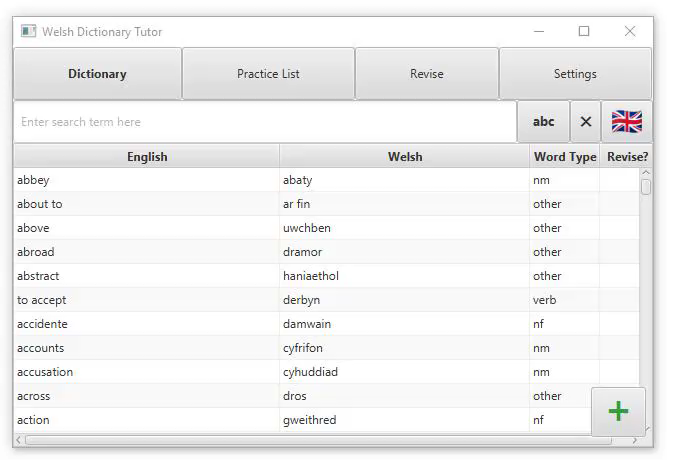 Welsh Dictionary Tutor
Dictionary Practice List Revise Settings
Enter search term here abc
English Welsh Word Type Revise?
abbey abaty nm
about to ar fin other
above uwchben other
abroad dramor other
abstract haniaethol other
to accept derbyn verb
accidente damwain nf
accounts cyfrifon nm
accusation cyhuddiad nm
across dros other
action gweithred nf